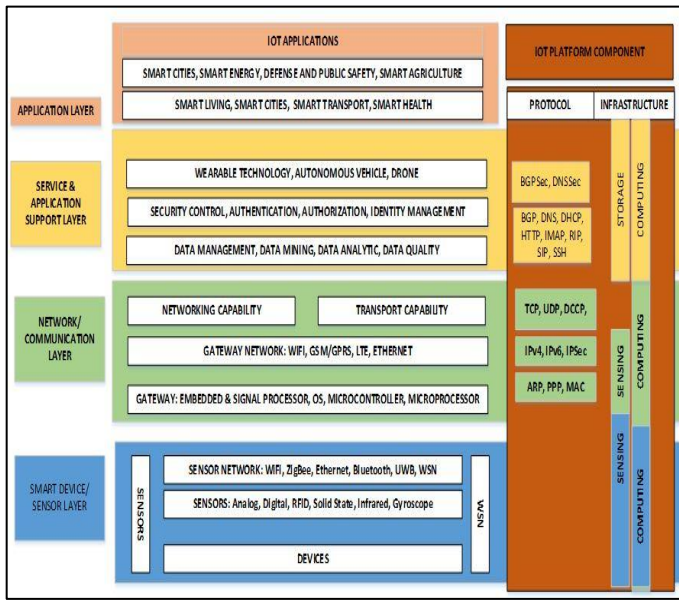 IOT APPLICATIONS
SMART CITIES, SMART ENERGY, DEFENSE AND PUBLIC SAFETY, SMART AGRICULTURE
SMART LIVING, SMART CITIES, SMART TRANSPORT, SMART HEALTH
APPLICATION LAYER
IOT PLATFORM COMPONENT
PROTOCOL
INFRASTRUCTURE
SERVICE &
APPLICATION
SUPPORT LAYER
WEARABLE TECHNOLOGY, AUTONOMOUS VEHICLE, DRONE
SECURITY CONTROL, AUTHENTICATION, AUTHORIZATION, IDENTITY MANAGEMENT
DATA MANAGEMENT, DATA MINING, DATA ANALYTIC, DATA QUALITY
BGPSec, DNSSec
BGP, DNS, DHCP,
HTTP, IMAP, RIP,
SIP, SSH
STORAGE
COMPUTING
NETWORK/
COMMUNICATION
LAYER
NETWORKING CAPABILITY
TRANSPORT CAPABILITY
GATEWAY NETWORK: WIFI, GSM/GPRS, LTE, ETHERNET
GATEWAY: EMBEDDED & SIGNAL PROCESSOR, OS, MICROCONTROLLER, MICROPROCESSOR
TCP, UDP, DCCP,
IPv4, IPv6, IPSec
ARP, PPP, MAC
SENSING
COMPUTING
SMART DEVICE/
SENSOR LAYER
SENSORS
SENSOR NETWORK: WIFI, ZigBee, Ethernet, Bluetooth, UWB, WSN
SENSORS: Analog, Digital, RFID, Solid State, Infrared, Gyroscope
DEVICES
WSN
SENSING
COMPUTING